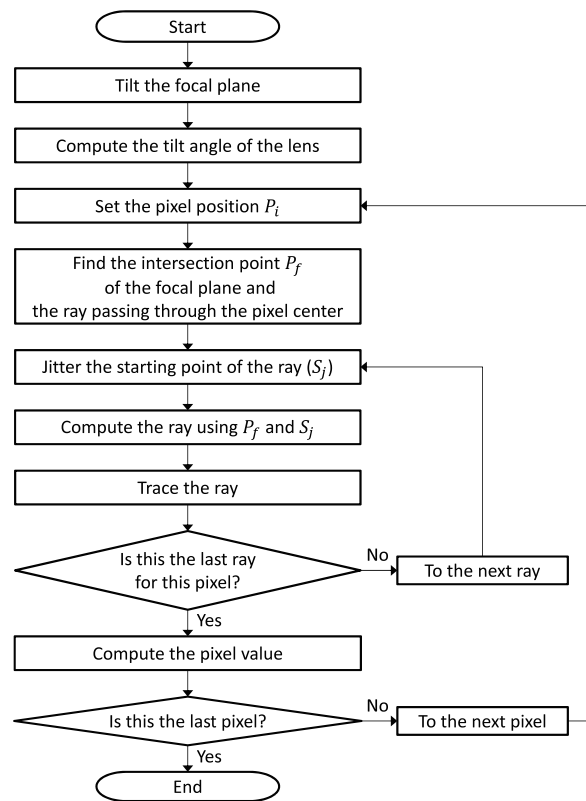 Start
Tilt the focal plane
Compute the tilt angle of the lens
Set the pixel position P_i
Find the intersection point P_f
of the focal plane and
the ray passing through the pixel center
Jitter the starting point of the ray (S_j)
Compute the ray using P_f and S_j
Trace the ray
Is this the last ray
for this pixel?
No
To the next ray
Yes
Compute the pixel value
Is this the last pixel?
No
To the next pixel
Yes
End